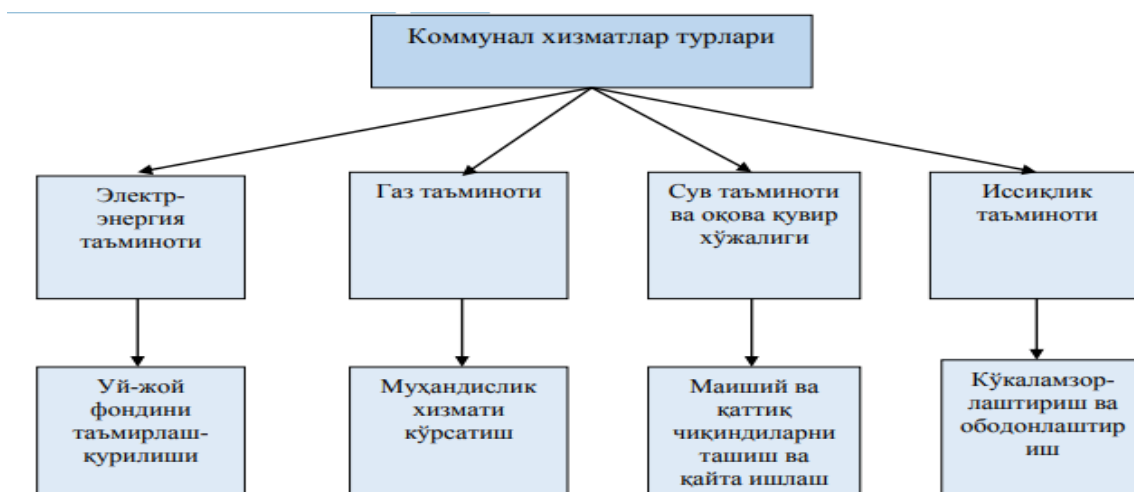 Коммунал хизматлар турлари
Электр-
энергия
таъминоти
Газ таъминоти
Сув таъминоти
ва оқова қувир
хўжалиги
Иссиқлик
таъминоти
Уй-жой
фондини
таъмирлаш-
қурилиши
Муҳандислик
хизмати
кўрсатиш
Маиший ва
қаттиқ
чиқиндиларни
ташиш ва
қайта ишлаш
Кўкаламзор-
лаштириш ва
ободонлаштир
иш